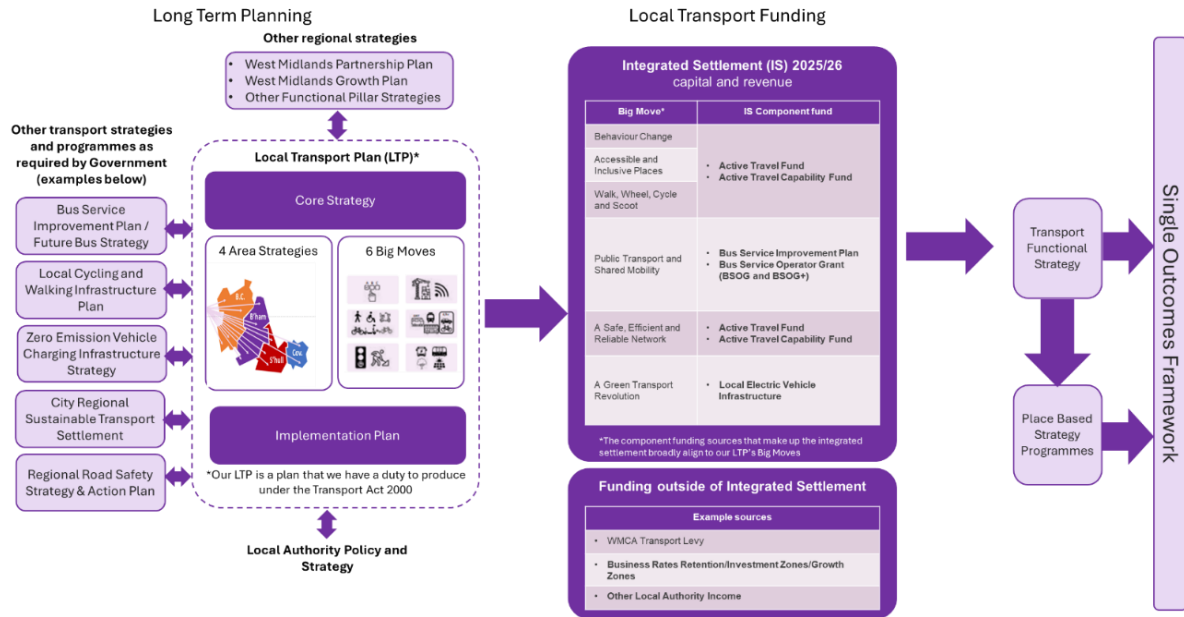 Long Term Planning
Local Transport Funding
Other regional strategies
• West Midlands Partnership Plan
• West Midlands Growth Plan
• Other Functional Pillar Strategies
Other transport strategies
and programmes as
required by Government
(examples below)
Bus Service
Improvement Plan /
Future Bus Strategy
Local Cycling and
Walking Infrastructure
Plan
Zero Emission Vehicle
Charging Infrastructure
Strategy
City Regional
Sustainable Transport
Settlement
Regional Road Safety
Strategy & Action Plan
Local Transport Plan (LTP)*
Core Strategy
4 Area Strategies
B.C.
B'ham
S'hull
Cov
6 Big Moves
Implementation Plan
*Our LTP is a plan that we have a duty to produce
under the Transport Act 2000
Local Authority Policy and
Strategy
Integrated Settlement (IS) 2025/26
capital and revenue
Big Move*
IS Component fund
Behaviour Change
Accessible and
Inclusive Places
Walk, Wheel, Cycle
and Scoot
• Active Travel Fund
• Active Travel Capability Fund
Public Transport and
Shared Mobility
• Bus Service Improvement Plan
• Bus Service Operator Grant
(BSOG and BSOG+)
A Safe, Efficient and
Reliable Network
• Active Travel Fund
• Active Travel Capability Fund
A Green Transport
Revolution
• Local Electric Vehicle
Infrastructure
*The component funding sources that make up the integrated
settlement broadly align to our LTP's Big Moves
Funding outside of Integrated Settlement
Example sources
• WMCA Transport Levy
• Business Rates Retention/Investment Zones/Growth
Zones
• Other Local Authority Income
Transport
Functional
Strategy
Place Based
Strategy
Programmes
Single Outcomes Framework